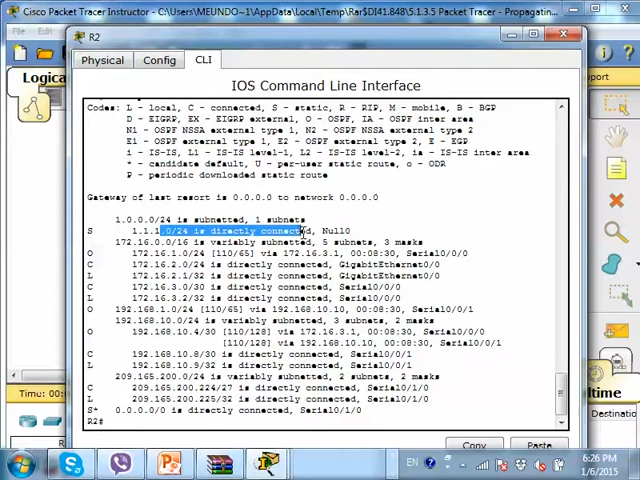 Cisco Packet Tracer Instructor - C:\Users\MEUNDO~1\AppData\Local\Temp\Rar$DI41.848\5.1.3.5 Packet Tracer - Propagating...
File
R2
Physical
Config
CLI
Logical
IOS Command Line Interface
Codes: L - local, C - connected, S - static, R - RIP, M - mobile, B - BGP
D - EIGRP, EX - EIGRP external, O - OSPF, IA - OSPF inter area
N1 - OSPF NSSA external type 1, N2 - OSPF NSSA external type 2
E1 - OSPF external type 1, E2 - OSPF external type 2, E - EGP
i - IS-IS, L1 - IS-IS level-1, L2 - IS-IS level-2, ia - IS-IS inter area
* - candidate default, U - per-user static route, o - ODR
P - periodic downloaded static route
Gateway of last resort is 0.0.0.0 to network 0.0.0.0
1.0.0.0/24 is subnetted, 1 subnets
S 1.1.1.0/24 is directly connected, Null0
172.16.0.0/16 is variably subnetted, 5 subnets, 3 masks
O 172.16.1.0/24 [110/65] via 172.16.3.1, 00:08:30, Serial0/0/0
C 172.16.2.0/24 is directly connected, GigabitEthernet0/0
L 172.16.2.1/32 is directly connected, GigabitEthernet0/0
C 172.16.3.0/30 is directly connected, Serial0/0/0
L 172.16.3.2/32 is directly connected, Serial0/0/0
O 192.168.1.0/24 [110/65] via 192.168.10.10, 00:08:30, Serial0/0/1
192.168.10.0/24 is variably subnetted, 3 subnets, 2 masks
O 192.168.10.4/30 [110/128] via 172.16.3.1, 00:08:30, Serial0/0/0
[110/128] via 192.168.10.10, 00:08:30, Serial0/0/1
C 192.168.10.8/30 is directly connected, Serial0/0/1
L 192.168.10.9/32 is directly connected, Serial0/0/1
209.165.200.0/24 is variably subnetted, 2 subnets, 2 masks
C 209.165.200.224/27 is directly connected, Serial0/1/0
L 209.165.200.225/32 is directly connected, Serial0/1/0
S* 0.0.0.0/0 is directly connected, Serial0/1/0
R2#
Copy
Paste
Time: 00:
Destinatio
EN
6:26 PM
1/6/2015